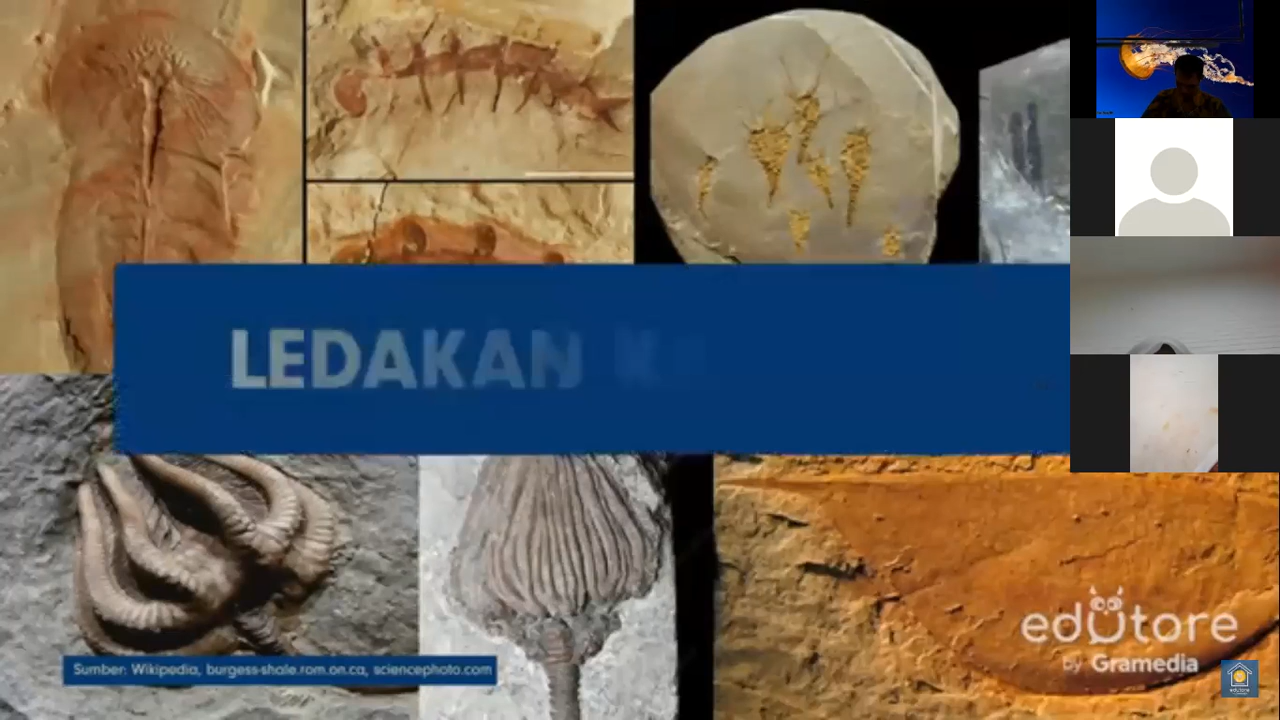 LEDAKAN K
Sumber: Wikipedia, burgess-shale.rom.on.ca, sciencephoto.com
edutore
by Gramedia